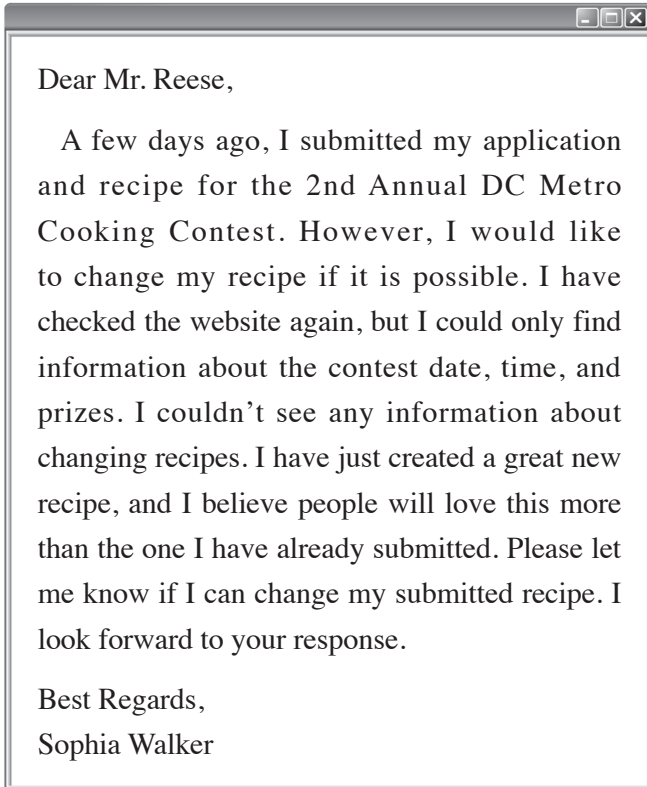 Dear Mr. Reese,
A few days ago, I submitted my application
and recipe for the 2nd Annual DC Metro
Cooking Contest. However, I would like
to change my recipe if it is possible. I have
checked the website again, but I could only find
information about the contest date, time, and
prizes. I couldn't see any information about
changing recipes. I have just created a great new
recipe, and I believe people will love this more
than the one I have already submitted. Please let
me know if I can change my submitted recipe. I
look forward to your response.
Best Regards,
Sophia Walker